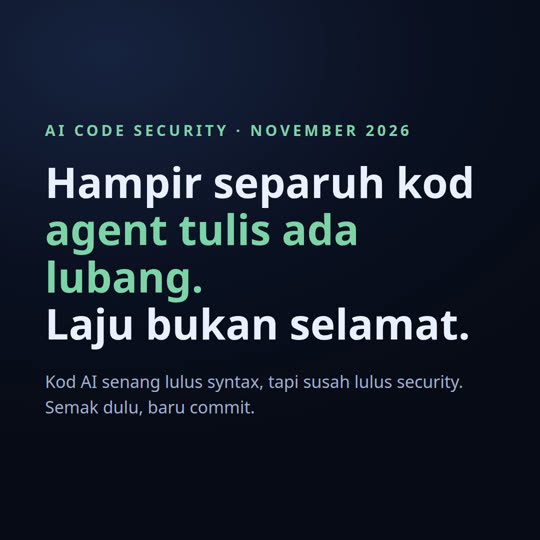 AI CODE SECURITY · NOVEMBER 2026
Hampir separuh kod
agent tulis ada
lubang.
Laju bukan selamat.
Kod AI senang lulus syntax, tapi susah lulus security.
Semak dulu, baru commit.